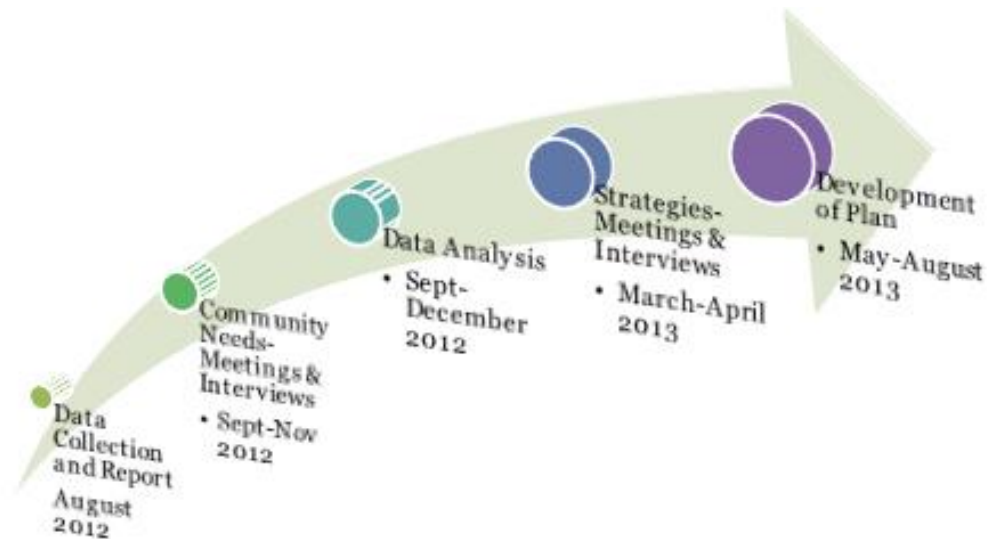 Data
Collection
and Report
August
2012
Community
Needs-
Meetings &
Interviews
• Sept-Nov
2012
Data Analysis
• Sept-
December
2012
Strategies-
Meetings &
Interviews
• March-April
2013
Development
of Plan
• May-August
2013